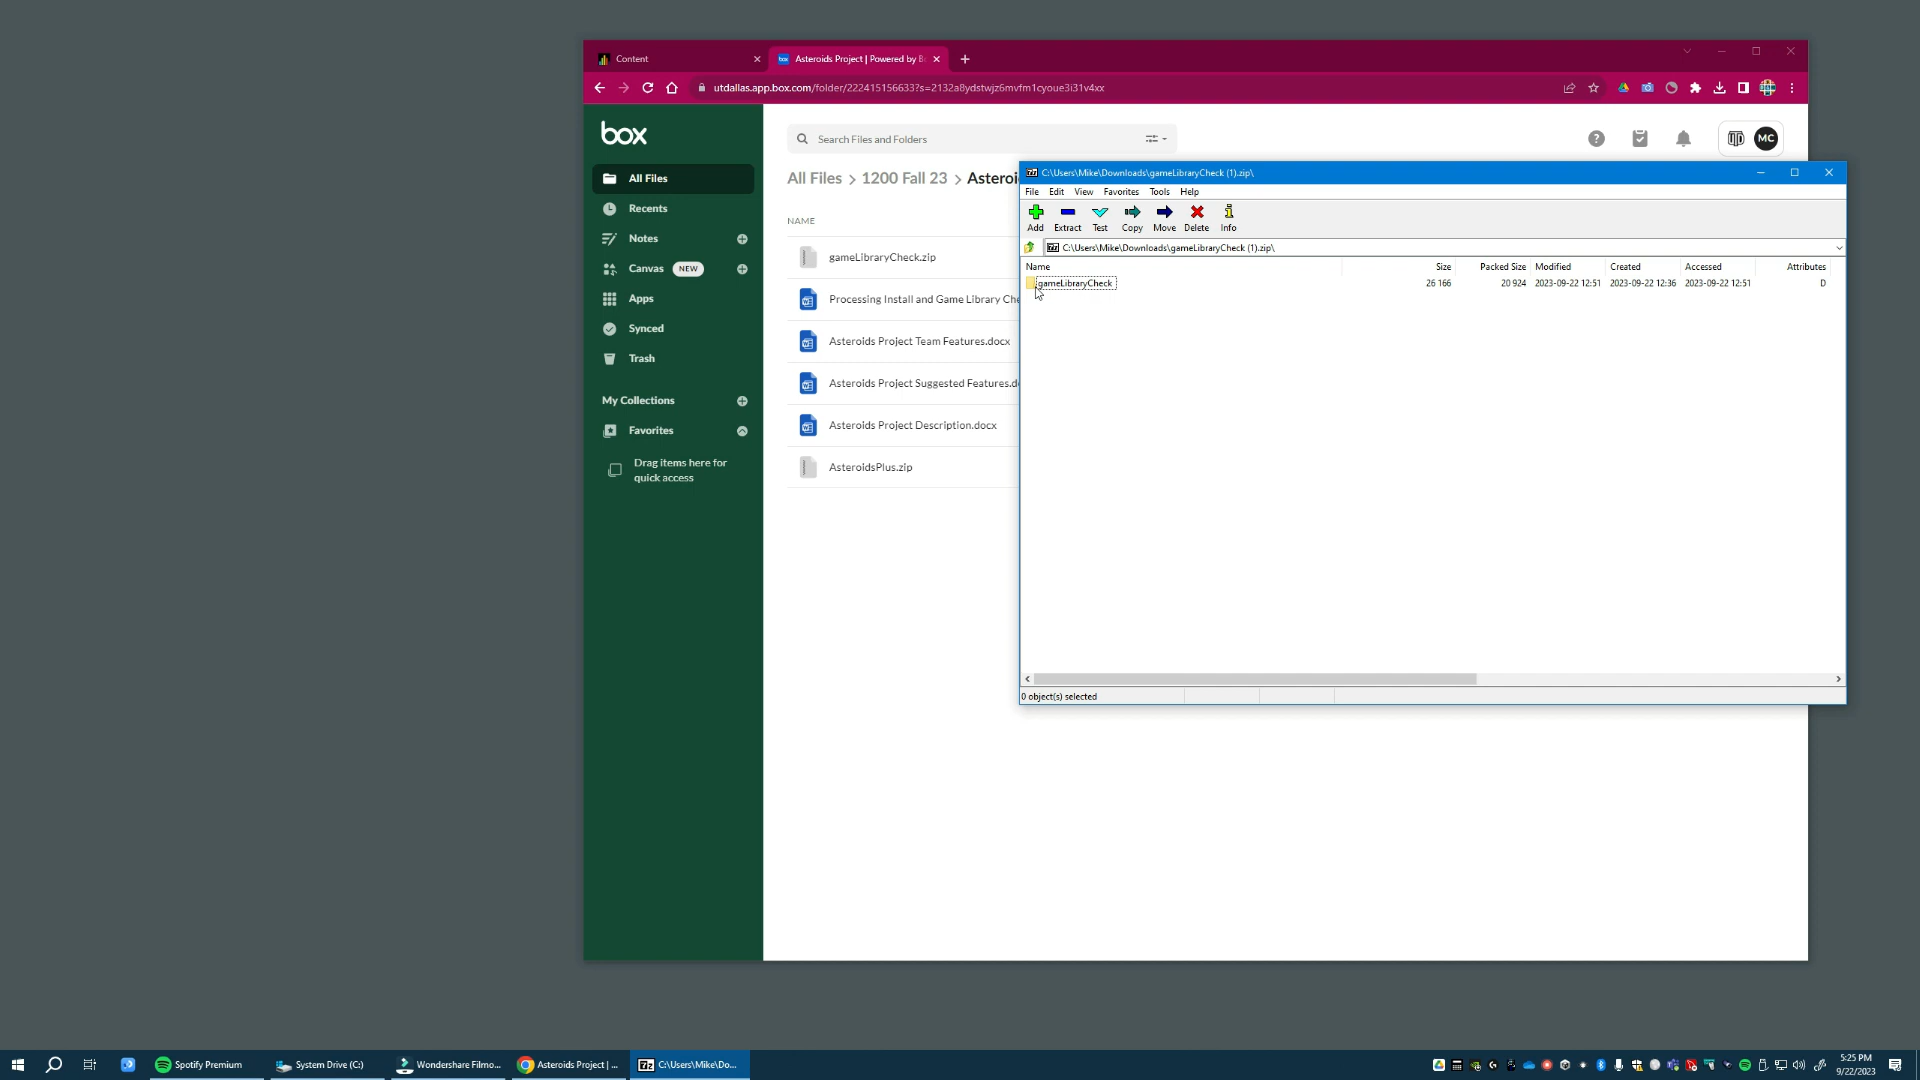 Content
Asteroids Project | Powered by B
utdallas.app.box.com/folder/222415156633?s=2132a8ydstwjz6mvfm1cyoue3i31v4xx
box
Search Files and Folders
MC
All Files
Recents
Notes
Canvas NEW
Apps
Synced
Trash
My Collections
Favorites
Drag items here for
quick access
All Files > 1200 Fall 23 > Asteroi
NAME
gameLibraryCheck.zip
Processing Install and Game Library Che
Asteroids Project Team Features.docx
Asteroids Project Suggested Features.d
Asteroids Project Description.docx
AsteroidsPlus.zip
C:\Users\Mike\Downloads\gameLibraryCheck (1).zip\
File Edit View Favorites Tools Help
Add Extract Test Copy Move Delete Info
C:\Users\Mike\Downloads\gameLibraryCheck (1).zip\
Name Size Packed Size Modified Created Accessed Attributes
gameLibraryCheck 26 166 20 924 2023-09-22 12:51 2023-09-22 12:36 2023-09-22 12:51 D
0 object(s) selected
Spotify Premium
System Drive (C:)
Wondershare Filmo...
Asteroids Project | ...
C:\Users\Mike\Do...
5:25 PM
9/22/2023